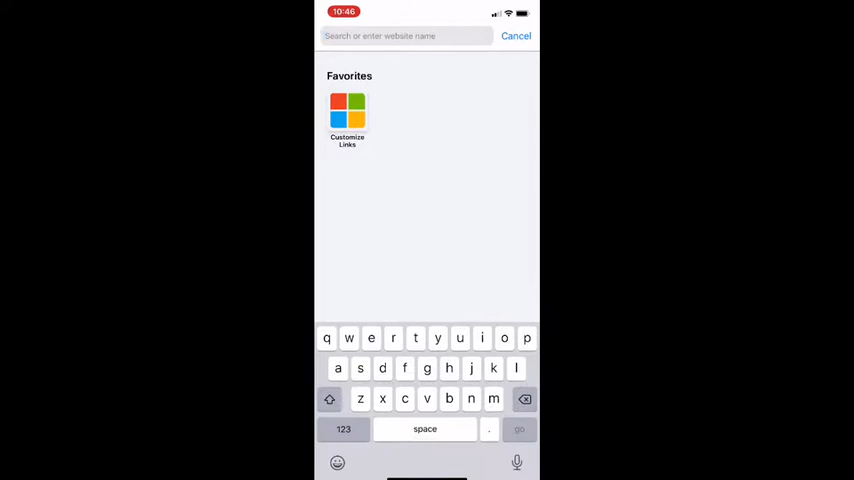 10:46
Search or enter website name
Cancel
Favorites
Customize
Links
q w e r t y u i o p
a s d f g h j k l
z x c v b n m
123 space . go